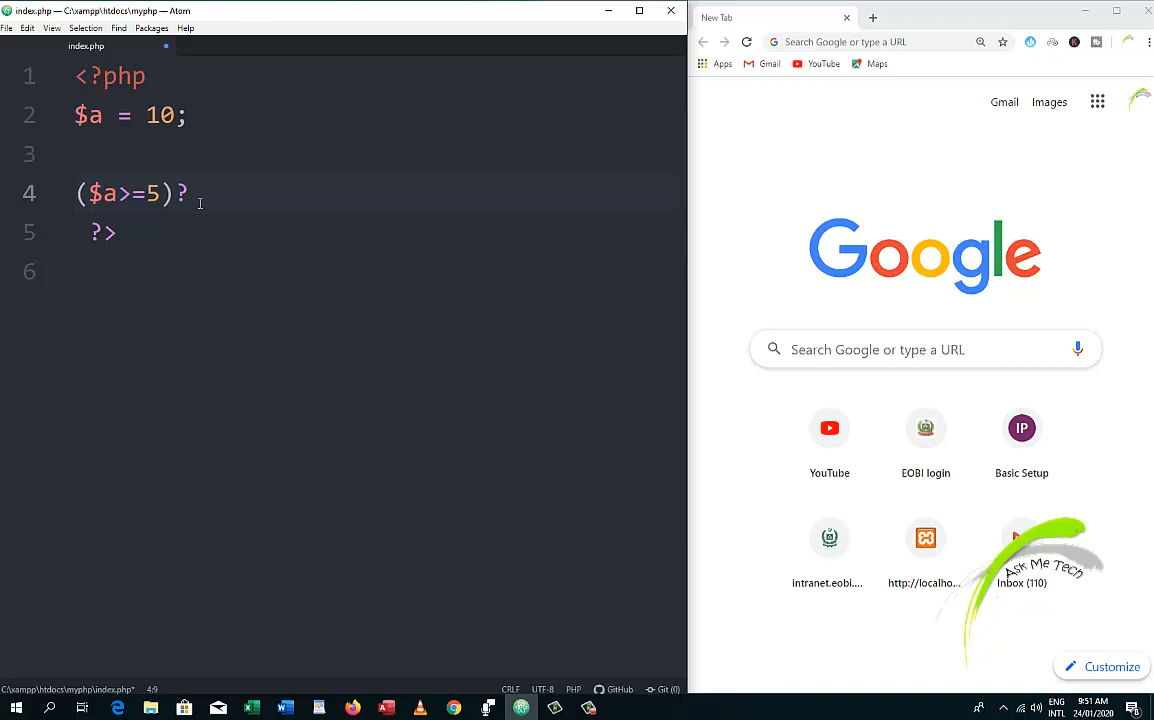 index.php — C:\xampp\htdocs\myphp — Atom
File Edit View Selection Find Packages Help
index.php
1 <?php
2 $a = 10;
3
4 ($a>=5)?
5 ?>
6
C:\xampp\htdocs\myphp\index.php* 4:9
CRLF UTF-8 PHP GitHub Git (0)
New Tab
Search Google or type a URL
Apps Gmail YouTube Maps
Gmail Images
Google
Search Google or type a URL
IP
YouTube EOBI login Basic Setup
intranet.eobi.... http://localho... Inbox (110)
Ask Me Tech
Customize
ENG 9:51 AM
INTL 24/01/2020